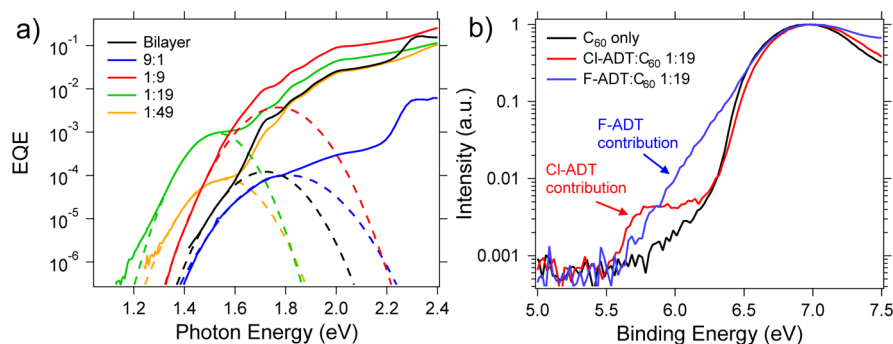 a)
EQE
10⁻¹
10⁻²
10⁻³
10⁻⁴
10⁻⁵
10⁻⁶
Bilayer
9:1
1:9
1:19
1:49
1.2 1.4 1.6 1.8 2.0 2.2 2.4
Photon Energy (eV)
b)
Intensity (a.u.)
1
0.1
0.01
0.001
C₆₀ only
Cl-ADT:C₆₀ 1:19
F-ADT:C₆₀ 1:19
F-ADT
contribution
Cl-ADT
contribution
5.0 5.5 6.0 6.5 7.0 7.5
Binding Energy (eV)